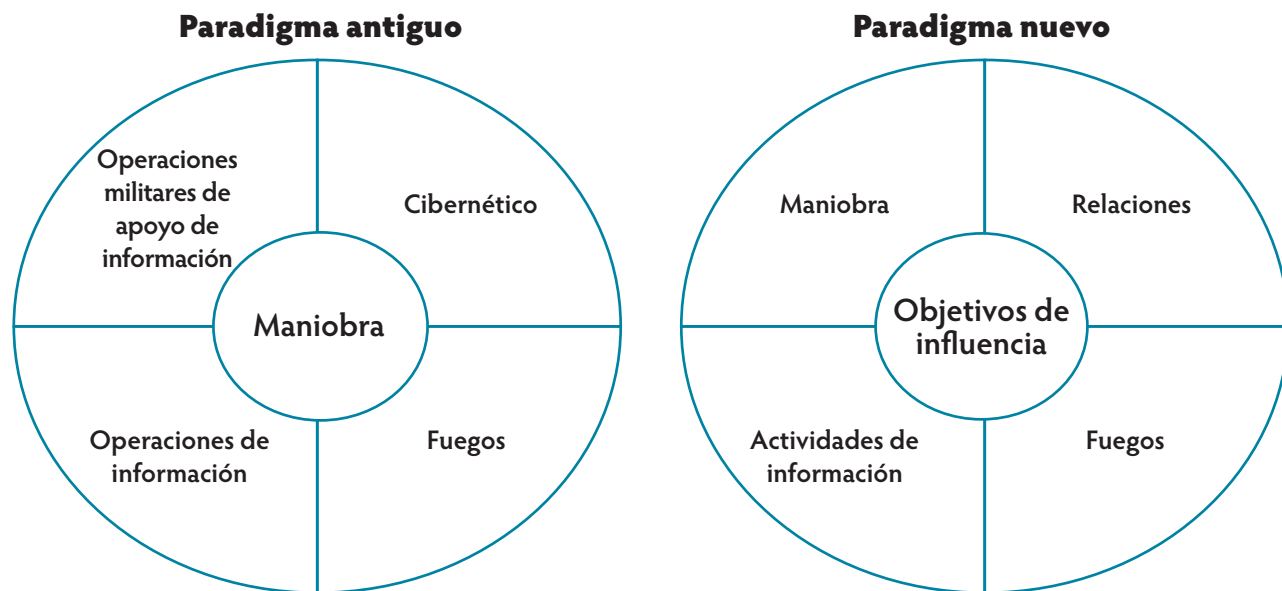 Paradigma antiguo
Operaciones
militares de
apoyo de
información
Cibernético
Maniobra
Operaciones de
información
Fuegos
Paradigma nuevo
Maniobra
Relaciones
Objetivos de
influencia
Actividades de
información
Fuegos